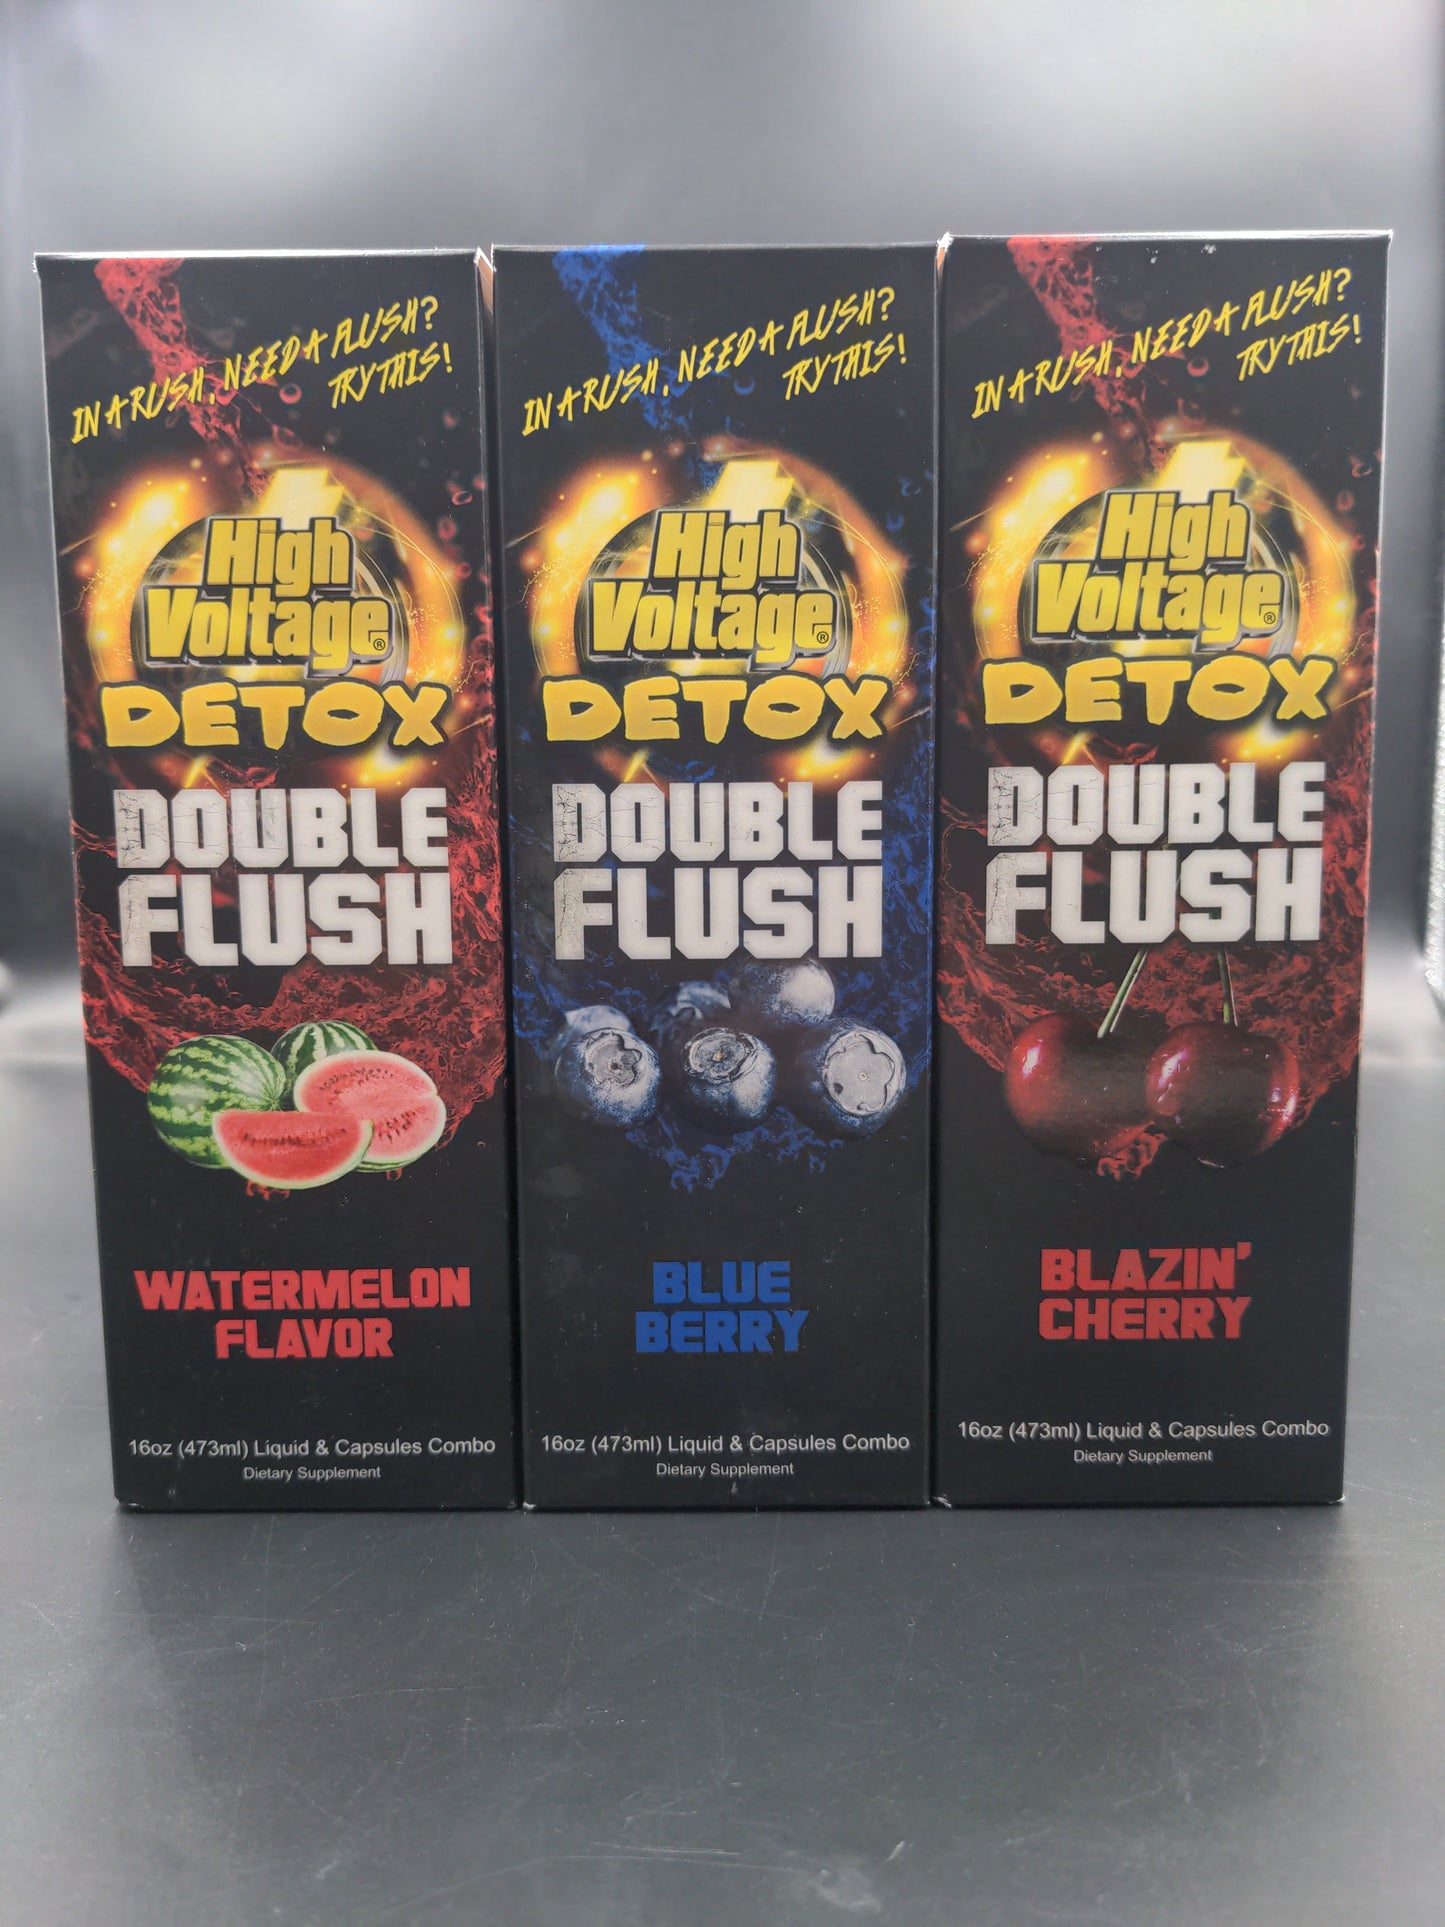 IN A RUSH, NEED A FLUSH?
TRY THIS!
High
Voltage®
DETOX
DOUBLE
FLUSH
WATERMELON
FLAVOR
16oz (473ml) Liquid & Capsules Combo
Dietary Supplement
IN A RUSH, NEED A FLUSH?
TRY THIS!
High
Voltage®
DETOX
DOUBLE
FLUSH
BLUE
BERRY
16oz (473ml) Liquid & Capsules Combo
Dietary Supplement
IN A RUSH, NEED A FLUSH?
TRY THIS!
High
Voltage®
DETOX
DOUBLE
FLUSH
BLAZIN'
CHERRY
16oz (473ml) Liquid & Capsules Combo
Dietary Supplement